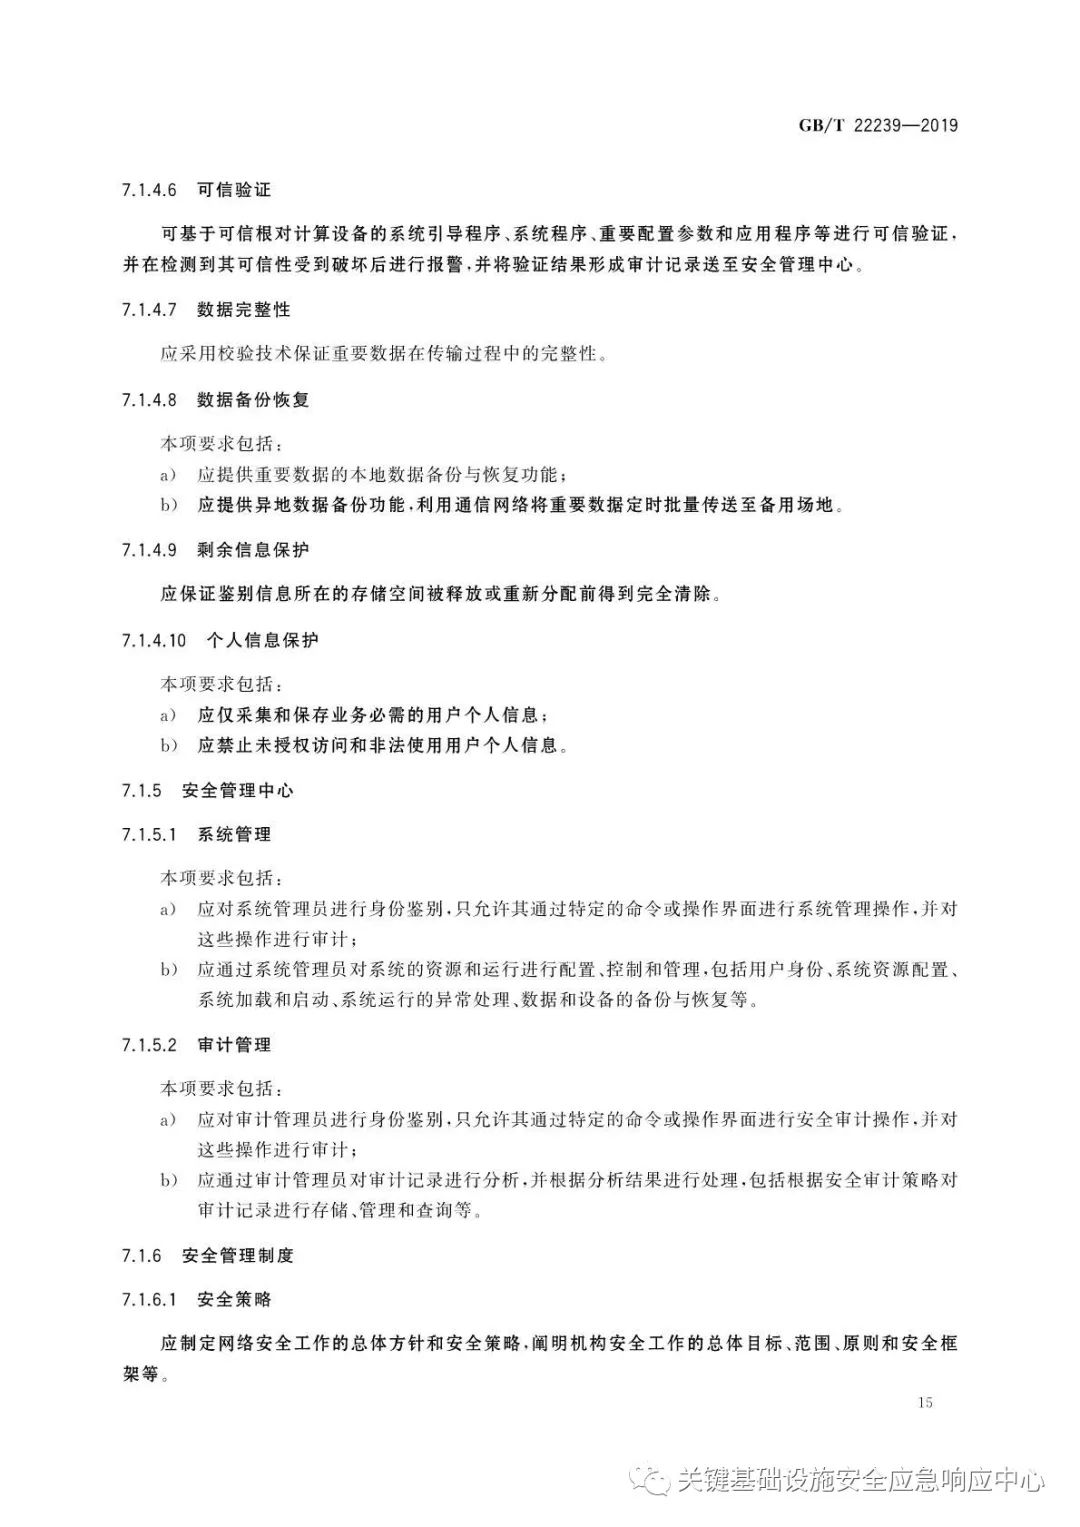 GB/T 22239—2019
7.1.4.6 可信验证
可基于可信根对计算设备的系统引导程序、系统程序、重要配置参数和应用程序等进行可信验证,
并在检测到其可信性受到破坏后进行报警,并将验证结果形成审计记录送至安全管理中心。
7.1.4.7 数据完整性
应采用校验技术保证重要数据在传输过程中的完整性。
7.1.4.8 数据备份恢复
本项要求包括:
a) 应提供重要数据的本地数据备份与恢复功能;
b) 应提供异地数据备份功能,利用通信网络将重要数据定时批量传送至备用场地。
7.1.4.9 剩余信息保护
应保证鉴别信息所在的存储空间被释放或重新分配前得到完全清除。
7.1.4.10 个人信息保护
本项要求包括:
a) 应仅采集和保存业务必需的用户个人信息;
b) 应禁止未授权访问和非法使用用户个人信息。
7.1.5 安全管理中心
7.1.5.1 系统管理
本项要求包括:
a) 应对系统管理员进行身份鉴别,只允许其通过特定的命令或操作界面进行系统管理操作,并对
这些操作进行审计;
b) 应通过系统管理员对系统的资源和运行进行配置、控制和管理,包括用户身份、系统资源配置、
系统加载和启动、系统运行的异常处理、数据和设备的备份与恢复等。
7.1.5.2 审计管理
本项要求包括:
a) 应对审计管理员进行身份鉴别,只允许其通过特定的命令或操作界面进行安全审计操作,并对
这些操作进行审计;
b) 应通过审计管理员对审计记录进行分析,并根据分析结果进行处理,包括根据安全审计策略对
审计记录进行存储、管理和查询等。
7.1.6 安全管理制度
7.1.6.1 安全策略
应制定网络安全工作的总体方针和安全策略,阐明机构安全工作的总体目标、范围、原则和安全框
架等。
15
关键基础设施安全应急响应中心